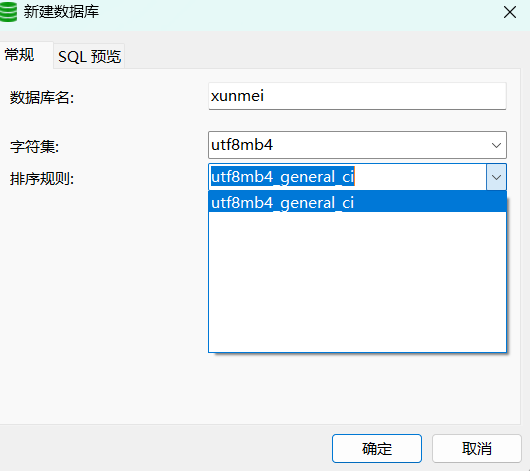 新建数据库
常规 SQL 预览
数据库名: xunmei
字符集: utf8mb4
排序规则: utf8mb4_general_ci
utf8mb4_general_ci
确定 取消